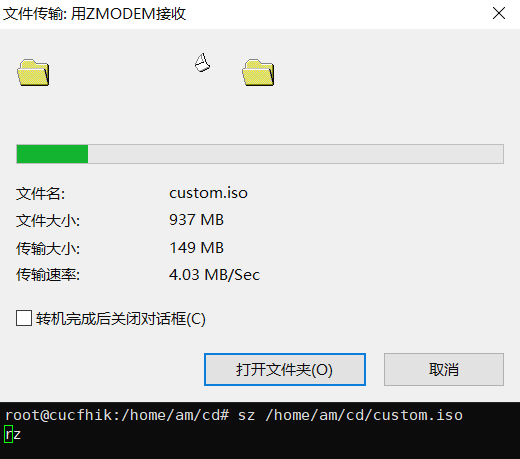 文件传输: 用ZMODEM接收
文件名: custom.iso
文件大小: 937 MB
传输大小: 149 MB
传输速率: 4.03 MB/Sec
转机完成后关闭对话框(C)
打开文件夹(O) 取消
root@cucfhik:/home/am/cd# sz /home/am/cd/custom.iso
rz